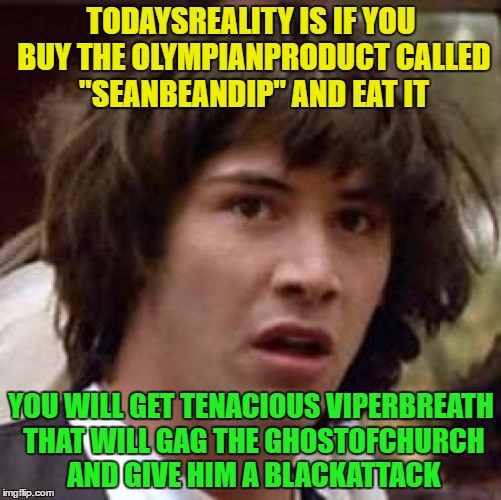 TODAYSREALITY IS IF YOU
BUY THE OLYMPIANPRODUCT CALLED
"SEANBEANDIP" AND EAT IT
YOU WILL GET TENACIOUS VIPERBREATH
THAT WILL GAG THE GHOSTOFCHURCH
AND GIVE HIM A BLACKATTACK
imgflip.com